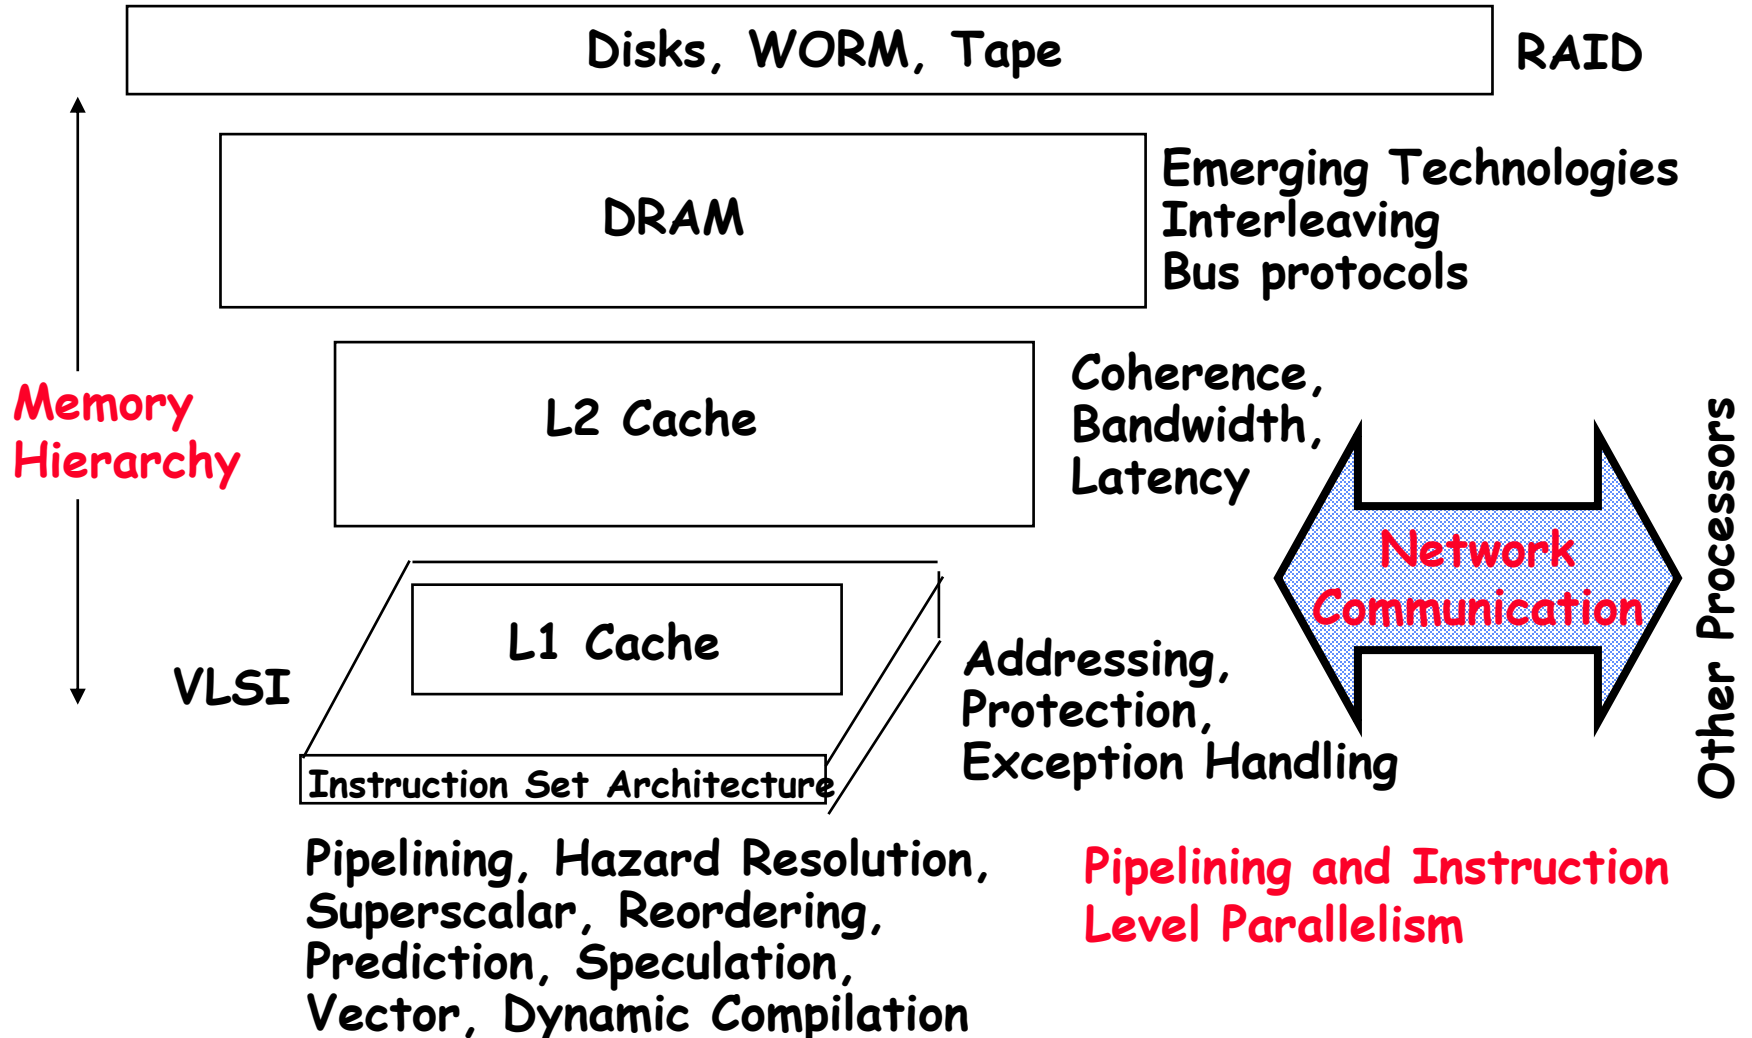 Disks, WORM, Tape
RAID
DRAM
Emerging Technologies
Interleaving
Bus protocols
Memory
Hierarchy
L2 Cache
Coherence,
Bandwidth,
Latency
Network
Communication
Other Processors
L1 Cache
VLSI
Addressing,
Protection,
Exception Handling
Instruction Set Architecture
Pipelining, Hazard Resolution,
Superscalar, Reordering,
Prediction, Speculation,
Vector, Dynamic Compilation
Pipelining and Instruction
Level Parallelism